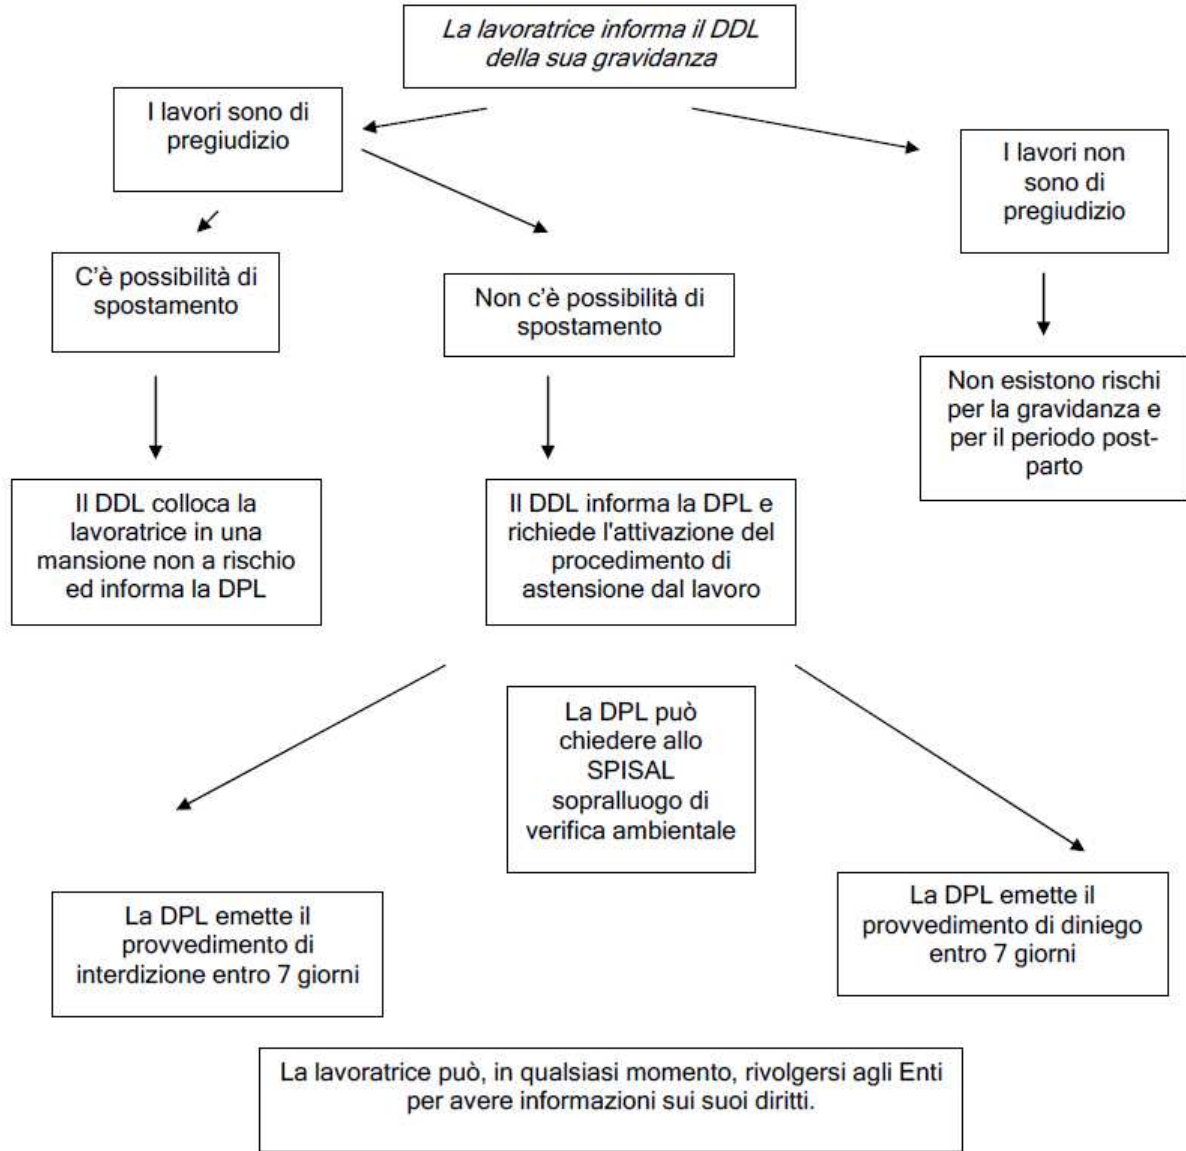 La lavoratrice informa il DDL
della sua gravidanza
I lavori sono di
pregiudizio
I lavori non
sono di
pregiudizio
C'è possibilità di
spostamento
Non c'è possibilità di
spostamento
Non esistono rischi
per la gravidanza e
per il periodo post-
parto
Il DDL colloca la
lavoratrice in una
mansione non a rischio
ed informa la DPL
Il DDL informa la DPL e
richiede l'attivazione del
procedimento di
astensione dal lavoro
La DPL può
chiedere allo
SPISAL
sopralluogo di
verifica ambientale
La DPL emette il
provvedimento di
interdizione entro 7 giorni
La DPL emette il
provvedimento di diniego
entro 7 giorni
La lavoratrice può, in qualsiasi momento, rivolgersi agli Enti
per avere informazioni sui suoi diritti.